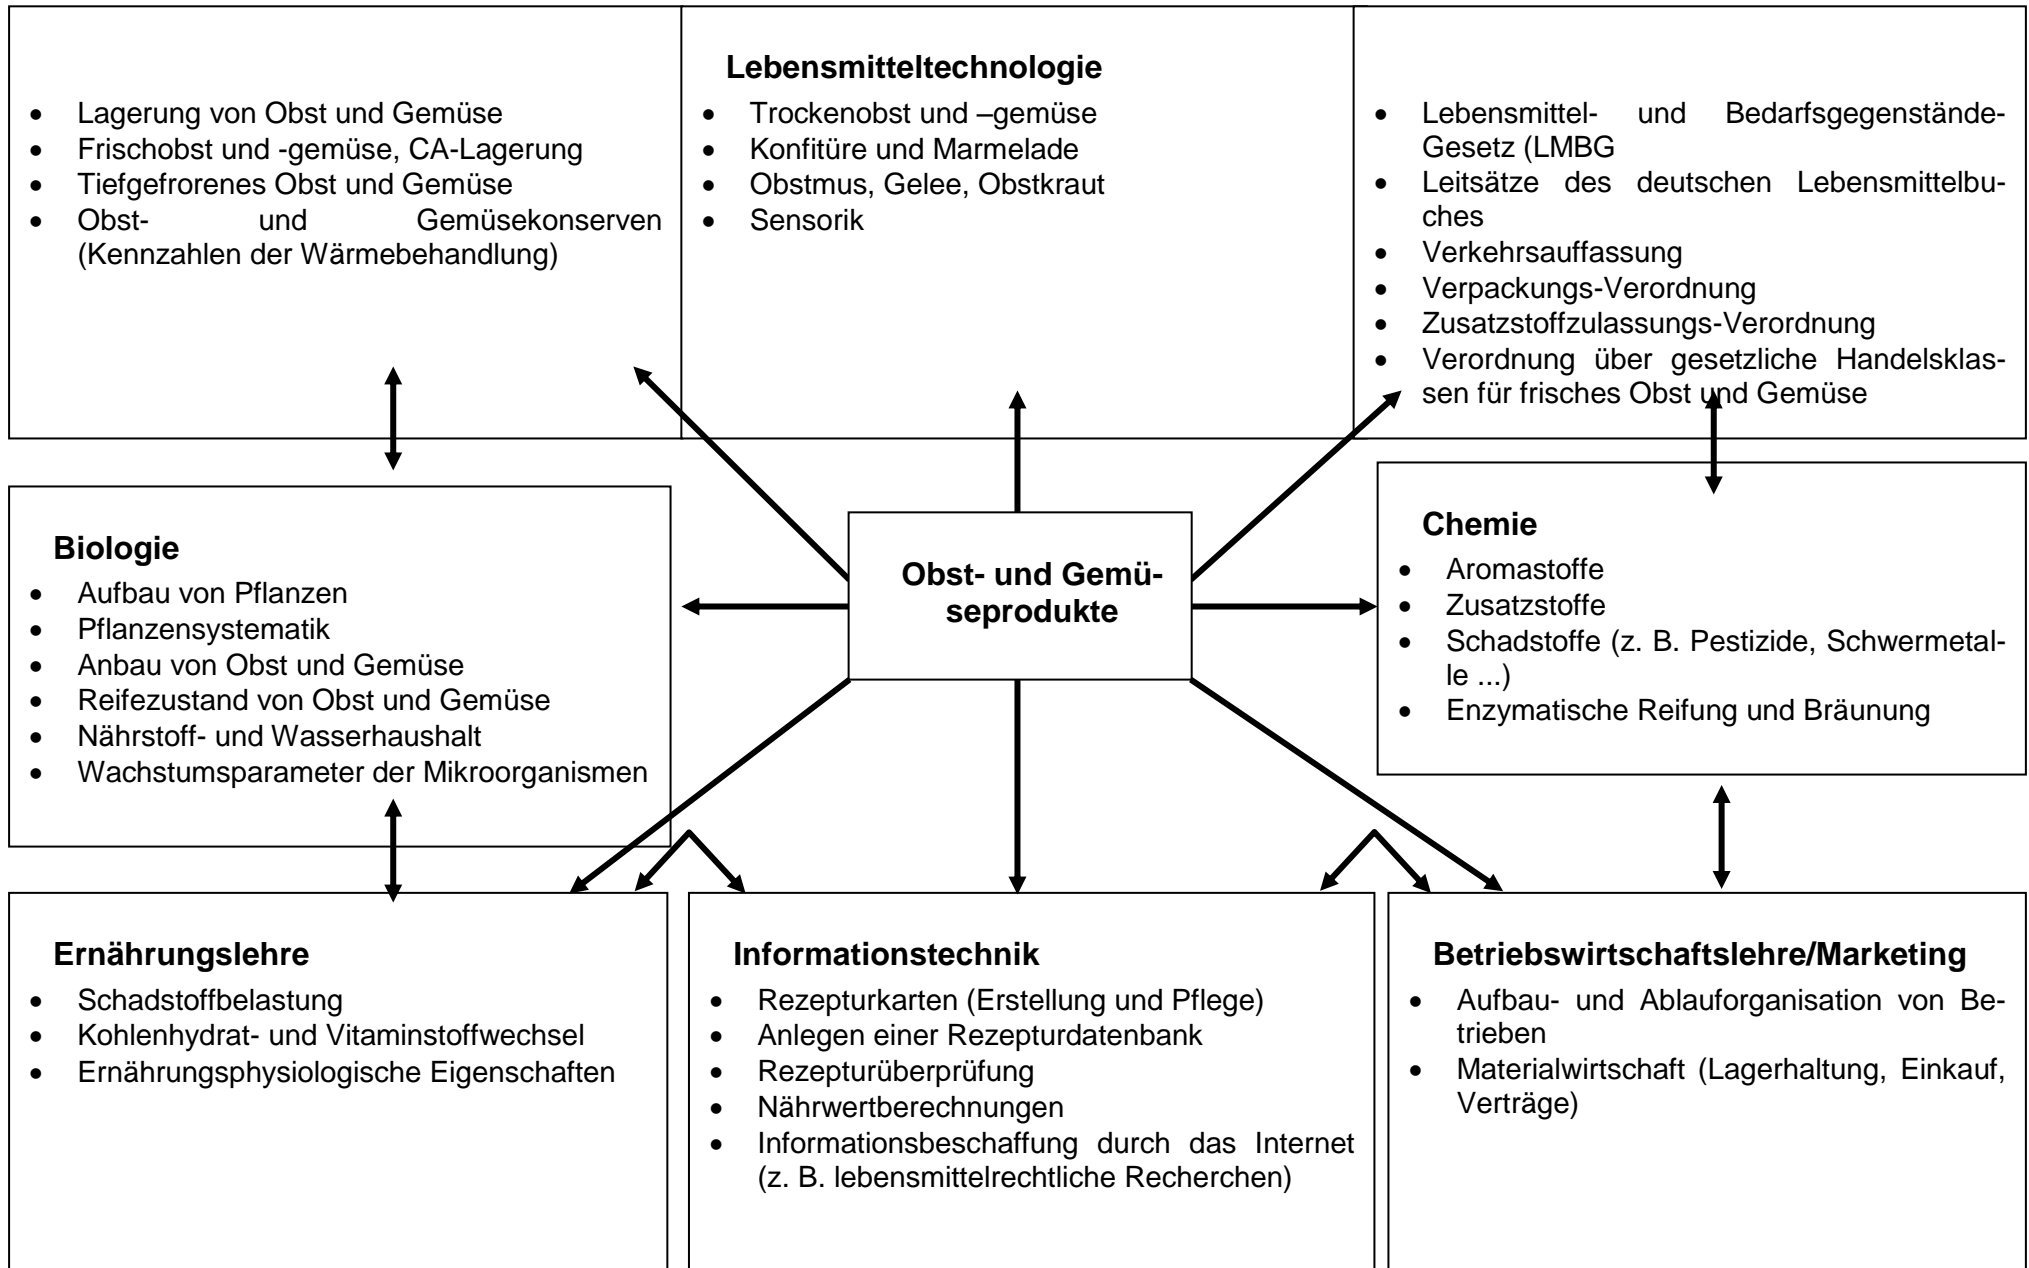 Lebensmitteltechnologie
• Lagerung von Obst und Gemüse
• Frischobst und -gemüse, CA-Lagerung
• Tiefgefrorenes Obst und Gemüse
• Obst- und Gemüsekonserven
(Kennzahlen der Wärmebehandlung)
• Trockenobst und –gemüse
• Konfitüre und Marmelade
• Obstmus, Gelee, Obstkraut
• Sensorik
• Lebensmittel- und Bedarfsgegenstände-
Gesetz (LMBG
• Leitsätze des deutschen Lebensmittelbu-
ches
• Verkehrsauffassung
• Verpackungs-Verordnung
• Zusatzstoffzulassungs-Verordnung
• Verordnung über gesetzliche Handelsklas-
sen für frisches Obst und Gemüse
Biologie
• Aufbau von Pflanzen
• Pflanzensystematik
• Anbau von Obst und Gemüse
• Reifezustand von Obst und Gemüse
• Nährstoff- und Wasserhaushalt
• Wachstumsparameter der Mikroorganismen
Obst- und Gemü-
seprodukte
Chemie
• Aromastoffe
• Zusatzstoffe
• Schadstoffe (z. B. Pestizide, Schwermetal-
le ...)
• Enzymatische Reifung und Bräunung
Ernährungslehre
• Schadstoffbelastung
• Kohlenhydrat- und Vitaminstoffwechsel
• Ernährungsphysiologische Eigenschaften
Informationstechnik
• Rezepturkarten (Erstellung und Pflege)
• Anlegen einer Rezepturdatenbank
• Rezepturüberprüfung
• Nährwertberechnungen
• Informationsbeschaffung durch das Internet
(z. B. lebensmittelrechtliche Recherchen)
Betriebswirtschaftslehre/Marketing
• Aufbau- und Ablauforganisation von Be-
trieben
• Materialwirtschaft (Lagerhaltung, Einkauf,
Verträge)